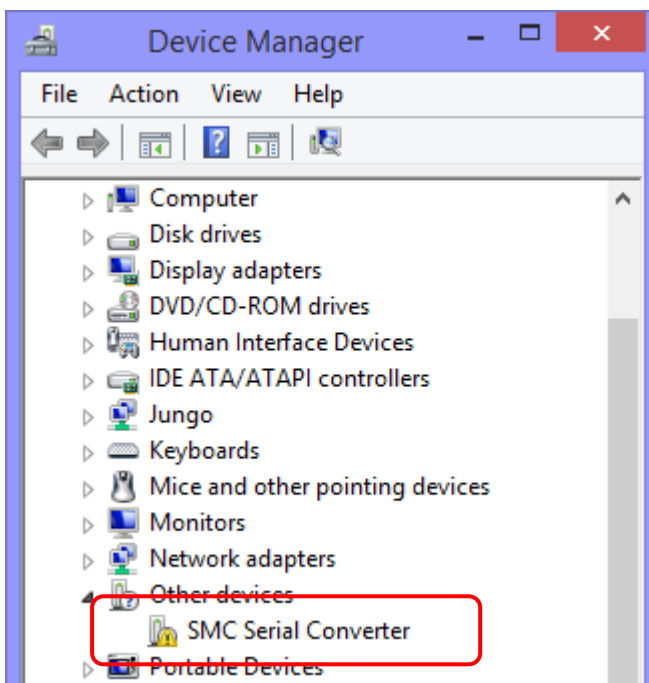 Device Manager
File Action View Help
Computer
Disk drives
Display adapters
DVD/CD-ROM drives
Human Interface Devices
IDE ATA/ATAPI controllers
Jungo
Keyboards
Mice and other pointing devices
Monitors
Network adapters
Other devices
SMC Serial Converter
Portable Devices